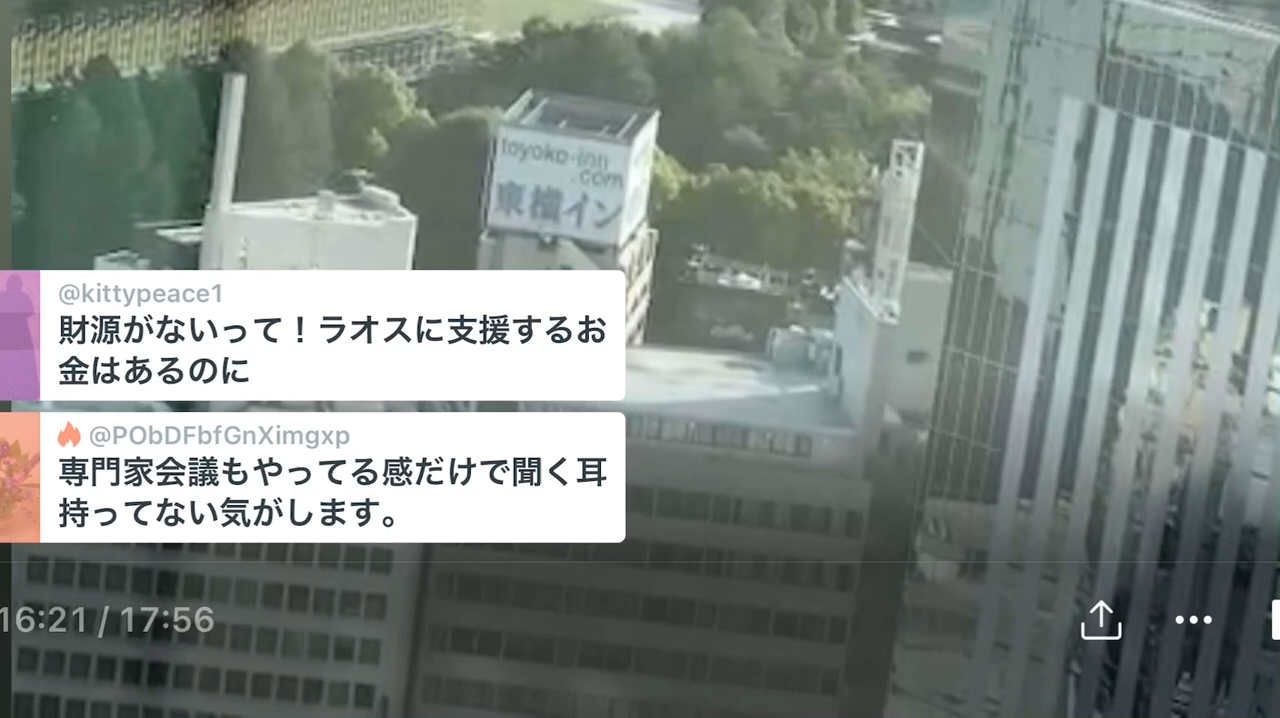 toyoko-inn
.com
東横イン
@kittypeace1
財源がないって！ラオスに支援するお
金はあるのに
@PObDFbfGnXimgxp
専門家会議もやってる感だけで聞く耳
持ってない気がします。
16:21 / 17:56